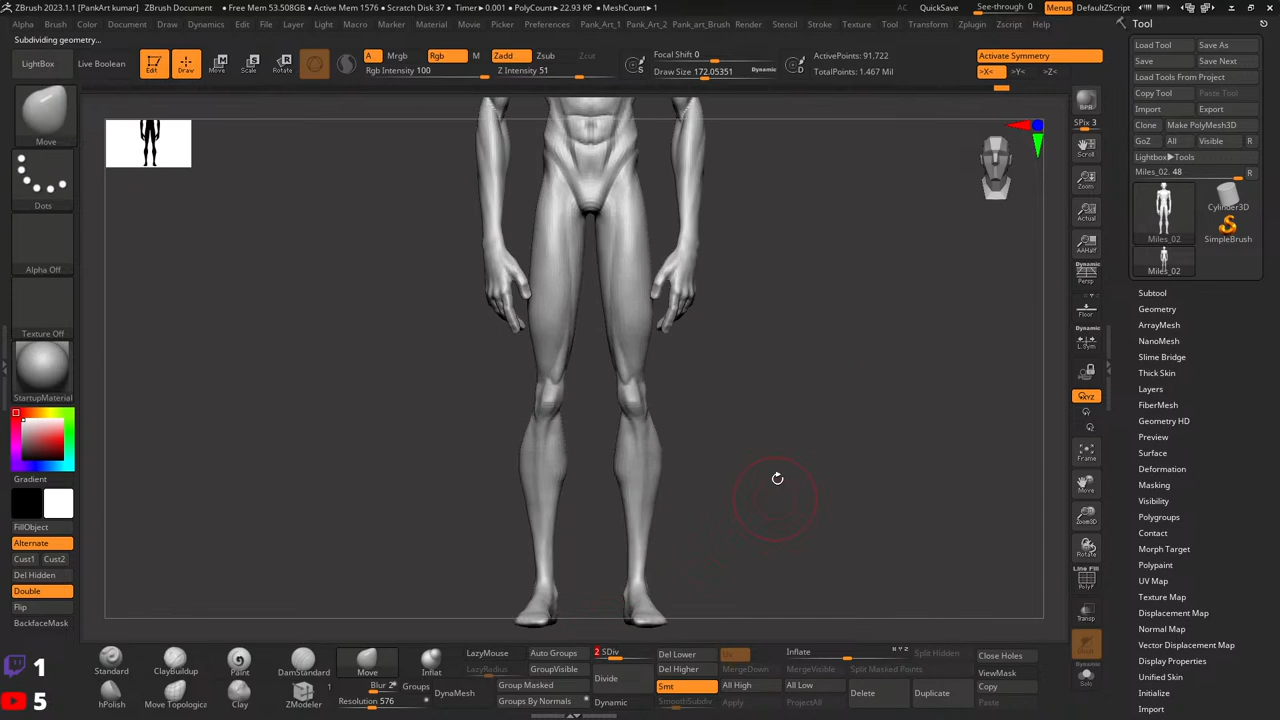 ZBrush 2023.1.1 [PankArt kumar] ZBrush Document • Free Mem 53.508GB • Active Mem 1576 • Scratch Disk 37 • Timer▶0.001 • PolyCount▶22.93 KP • MeshCount▶1 AC QuickSave See-through 0 Menus DefaultZScript
Alpha Brush Color Document Draw Dynamics Edit File Layer Light Macro Marker Material Movie Picker Pank_Art_1 Pank_Art_2 Pank_art_Brush Preferences Render Stencil Stroke Texture Tool Transform Zplugin Zscript Help
Subdividing geometry...
LightBox Live Boolean Edit Draw Move Scale Rotate
A Mrgb Rgb M Zadd Zsub Zcut
Rgb Intensity 100 Z Intensity 51
Focal Shift 0
Draw Size 172.05351 Dynamic
ActivePoints: 91,722
TotalPoints: 1.467 Mil
Activate Symmetry
>X< >Y< >Z<
Move
Dots
Alpha Off
Texture Off
StartupMaterial
Gradient
FillObject
Alternate
Cust1 Cust2
Del Hidden
Double
Flip
BackfaceMask
1
5
BPR
SPix 3
Scroll
Zoom
Actual
AAHalf
Dynamic
Persp
Floor
Dynamic
L.Sym
XYZ
Frame
Move
Zoom3D
Rotate
Line Fill
PolyF
Transp
Dynamic
Solo
Tool
Load Tool Save As
Save Save Next
Load Tools From Project
Copy Tool Paste Tool
Import Export
Clone Make PolyMesh3D
GoZ All Visible R
Lightbox▶Tools
Miles_02. 48 R
Miles_02 Cylinder3D
SimpleBrush
Miles_02
Subtool
Geometry
ArrayMesh
NanoMesh
Slime Bridge
Thick Skin
Layers
FiberMesh
Geometry HD
Preview
Surface
Deformation
Masking
Visibility
Polygroups
Contact
Morph Target
Polypaint
UV Map
Texture Map
Displacement Map
Normal Map
Vector Displacement Map
Display Properties
Unified Skin
Initialize
Import
Standard ClayBuildup Paint DamStandard Move Inflat
hPolish Move Topological Clay ZModeler 1 Blur 2 Groups DynaMesh
Resolution 576
LazyMouse Auto Groups 2 SDiv Del Lower Uv Inflate X Y Z Split Hidden Close Holes
LazyRadius GroupVisible Divide Del Higher MergeDown MergeVisible Split Masked Points ViewMask
Group Masked Smt All High All Low Delete Duplicate Copy
Groups By Normals Dynamic SmoothSubdiv Apply ProjectAll Paste